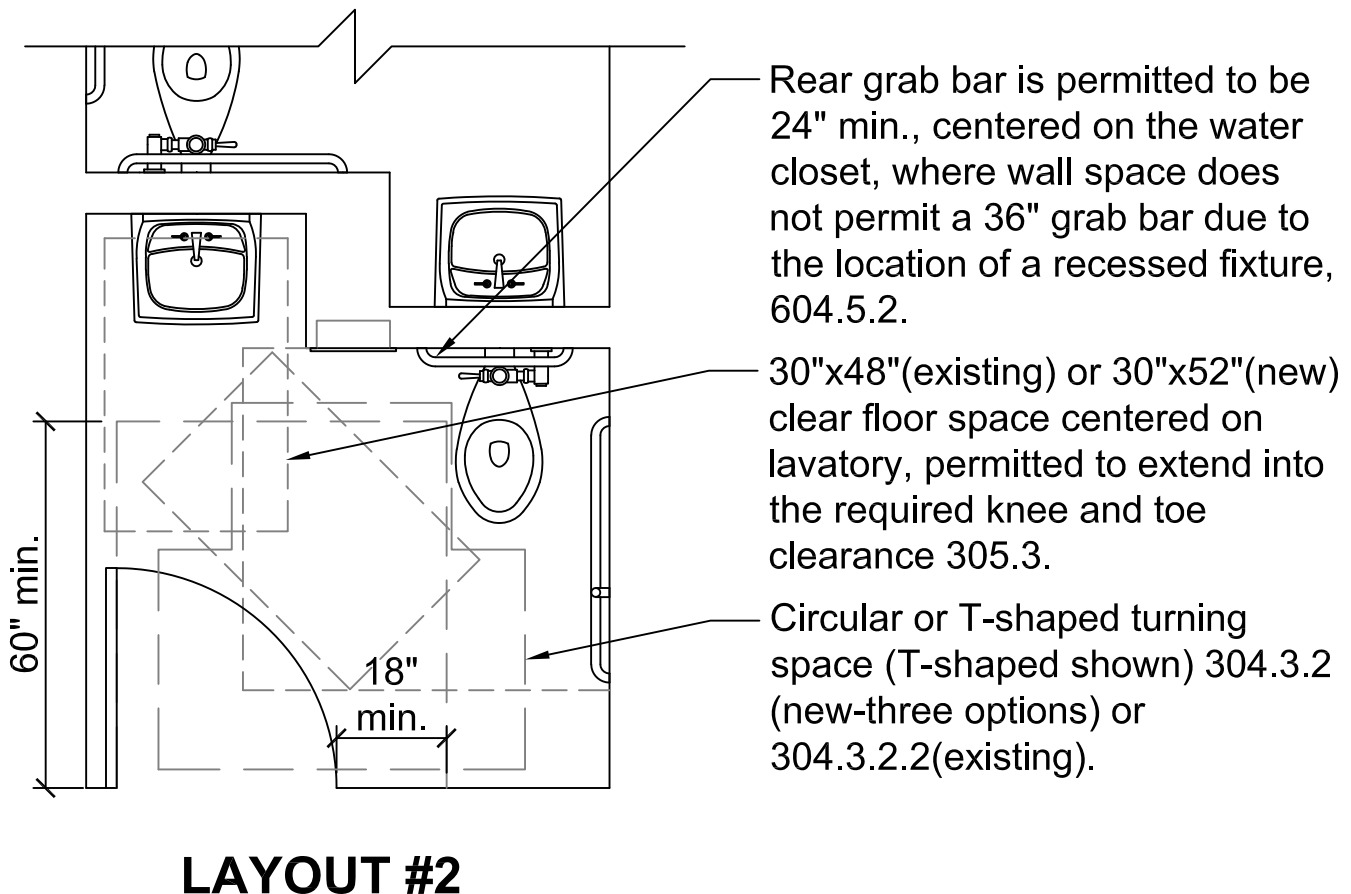 Rear grab bar is permitted to be
24" min., centered on the water
closet, where wall space does
not permit a 36" grab bar due to
the location of a recessed fixture,
604.5.2.
30"x48"(existing) or 30"x52"(new)
clear floor space centered on
lavatory, permitted to extend into
the required knee and toe
clearance 305.3.
Circular or T-shaped turning
space (T-shaped shown) 304.3.2
(new-three options) or
304.3.2.2(existing).
60" min.
18"
min.
LAYOUT #2